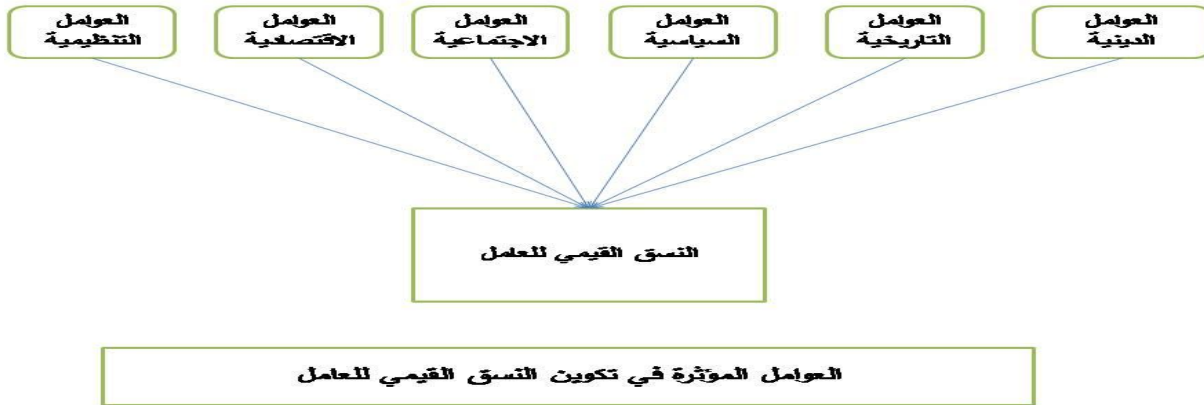 العوامل
الدينية
العوامل
التاريخية
العوامل
السياسية
العوامل
الاجتماعية
العوامل
الاقتصادية
العوامل
التنظيمية
النسق القيمي للعامل
العوامل المؤثرة في تكوين النسق القيمي للعامل